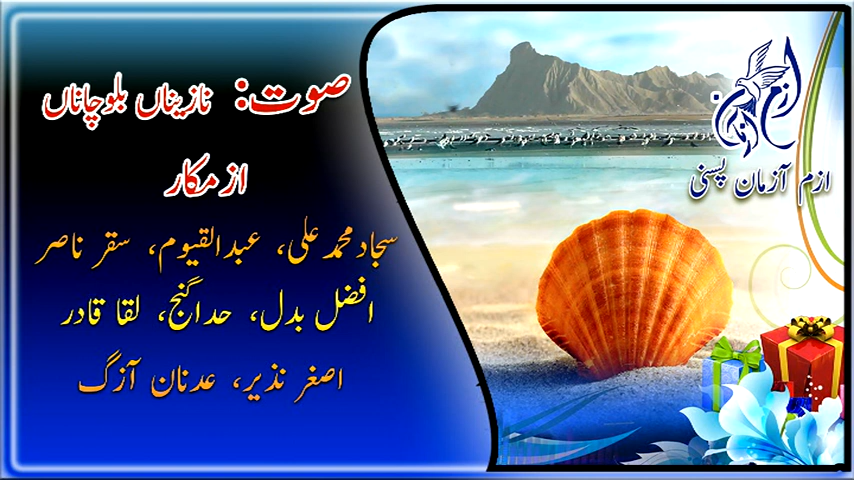 صوت: نازیناں بلوچاناں
ازمکار
سجاد محمد علی، عبدالقیوم، سقر ناصر
افضل بدل، حداگنج، لقا قادر
اصغر نذیر، عدنان آزگ
ازم آزمان پسنی